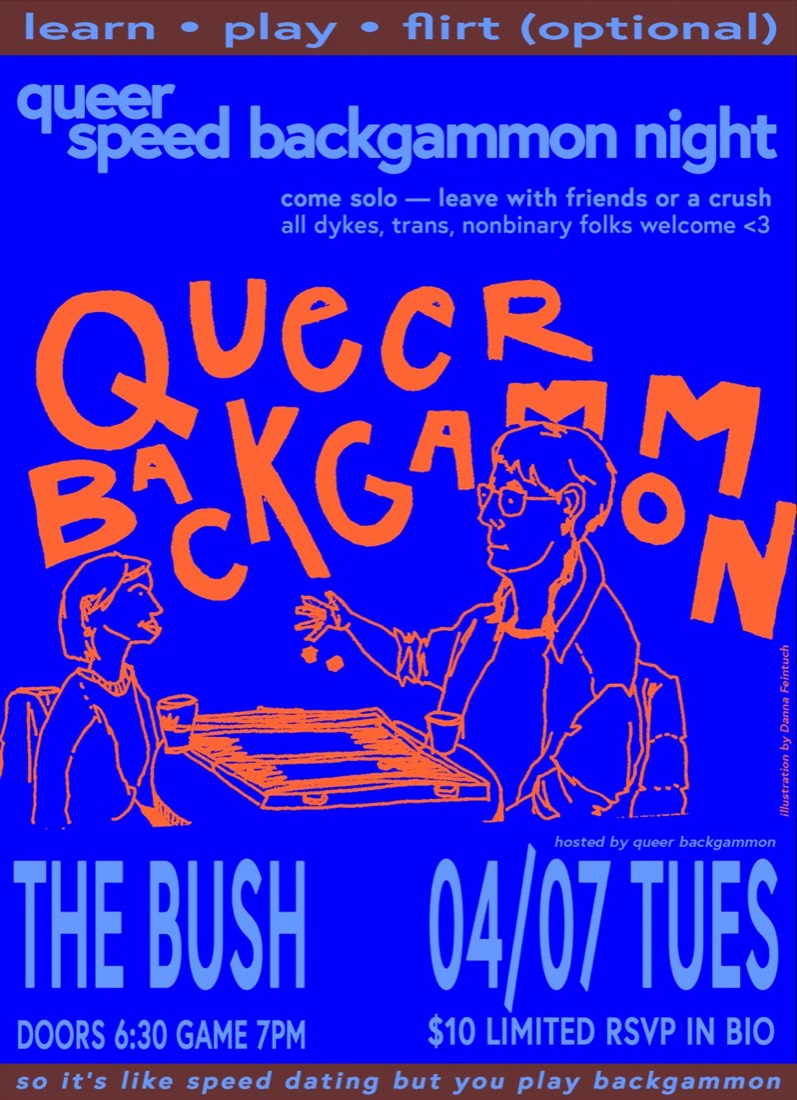 learn • play • flirt (optional)
queer
speed backgammon night
come solo — leave with friends or a crush
all dykes, trans, nonbinary folks welcome <3
QUeeR
BACKGAMMON
illustration by Danna Feintuch
hosted by queer backgammon
THE BUSH
04/07 TUES
DOORS 6:30 GAME 7PM
$10 LIMITED RSVP IN BIO
so it's like speed dating but you play backgammon